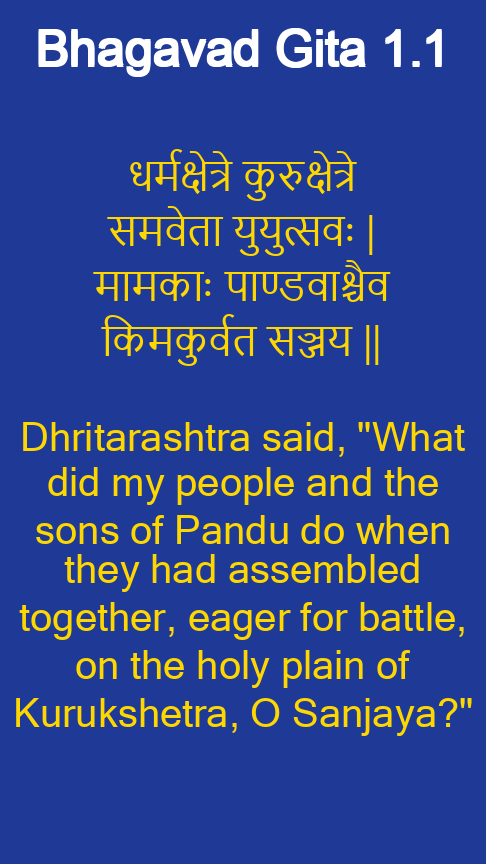 Bhagavad Gita 1.1
धर्मक्षेत्रे कुरुक्षेत्रे
समवेता युयुत्सवः |
मामकाः पाण्डवाश्चैव
किमकुर्वत सञ्जय ||
Dhritarashtra said, "What
did my people and the
sons of Pandu do when
they had assembled
together, eager for battle,
on the holy plain of
Kurukshetra, O Sanjaya?"